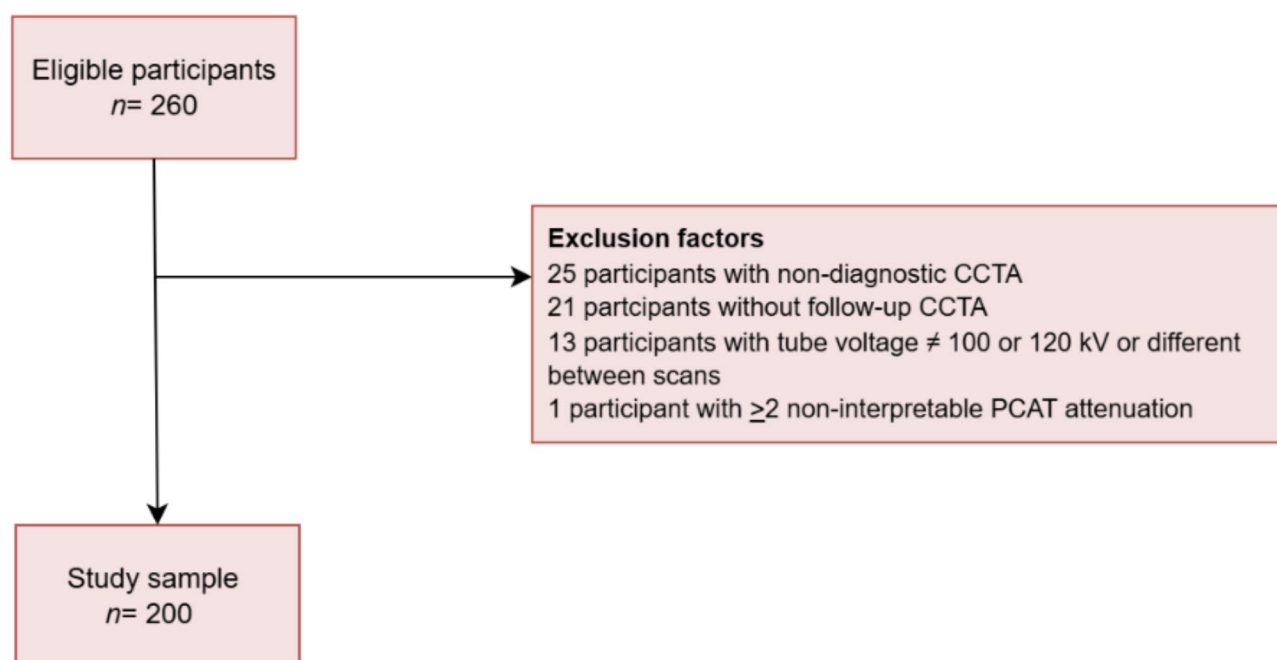 Eligible participants
n= 260
Exclusion factors
25 participants with non-diagnostic CCTA
21 partcipants without follow-up CCTA
13 participants with tube voltage ≠ 100 or 120 kV or different
between scans
1 participant with ≥2 non-interpretable PCAT attenuation
Study sample
n= 200